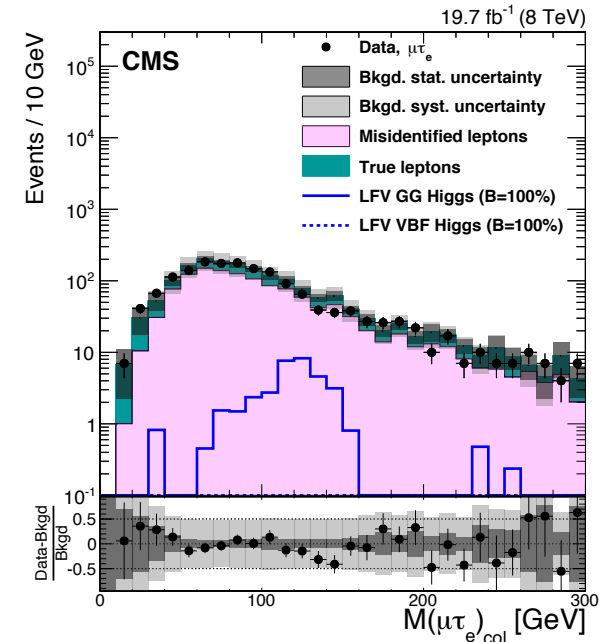 19.7 fb⁻¹ (8 TeV)
CMS
Data, μτₑ
Bkgd. stat. uncertainty
Bkgd. syst. uncertainty
Misidentified leptons
True leptons
LFV GG Higgs (B=100%)
LFV VBF Higgs (B=100%)
Events / 10 GeV
10⁵
10⁴
10³
10²
10
1
10⁻¹
Data-Bkgd
Bkgd
0.5
0
-0.5
0 100 200 300
M(μτₑ)col [GeV]